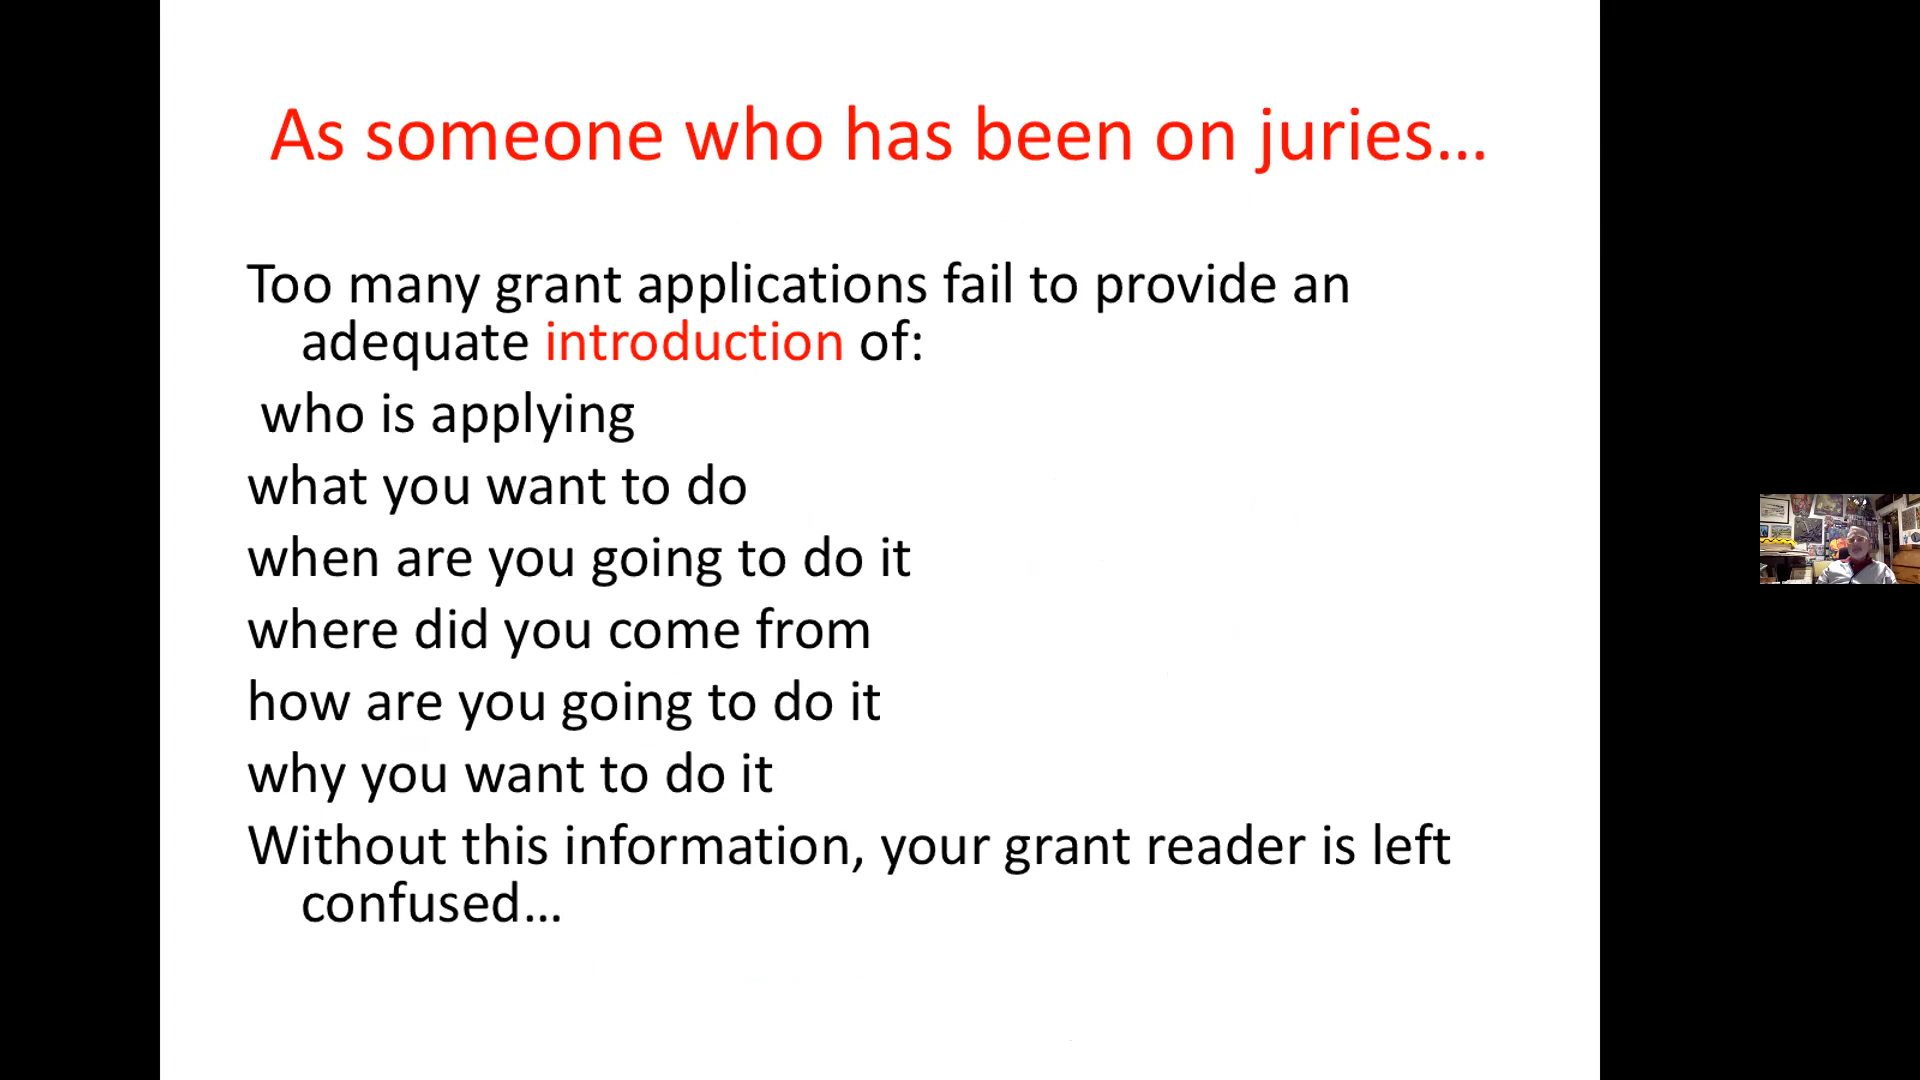 As someone who has been on juries...
Too many grant applications fail to provide an
adequate introduction of:
who is applying
what you want to do
when are you going to do it
where did you come from
how are you going to do it
why you want to do it
Without this information, your grant reader is left
confused...